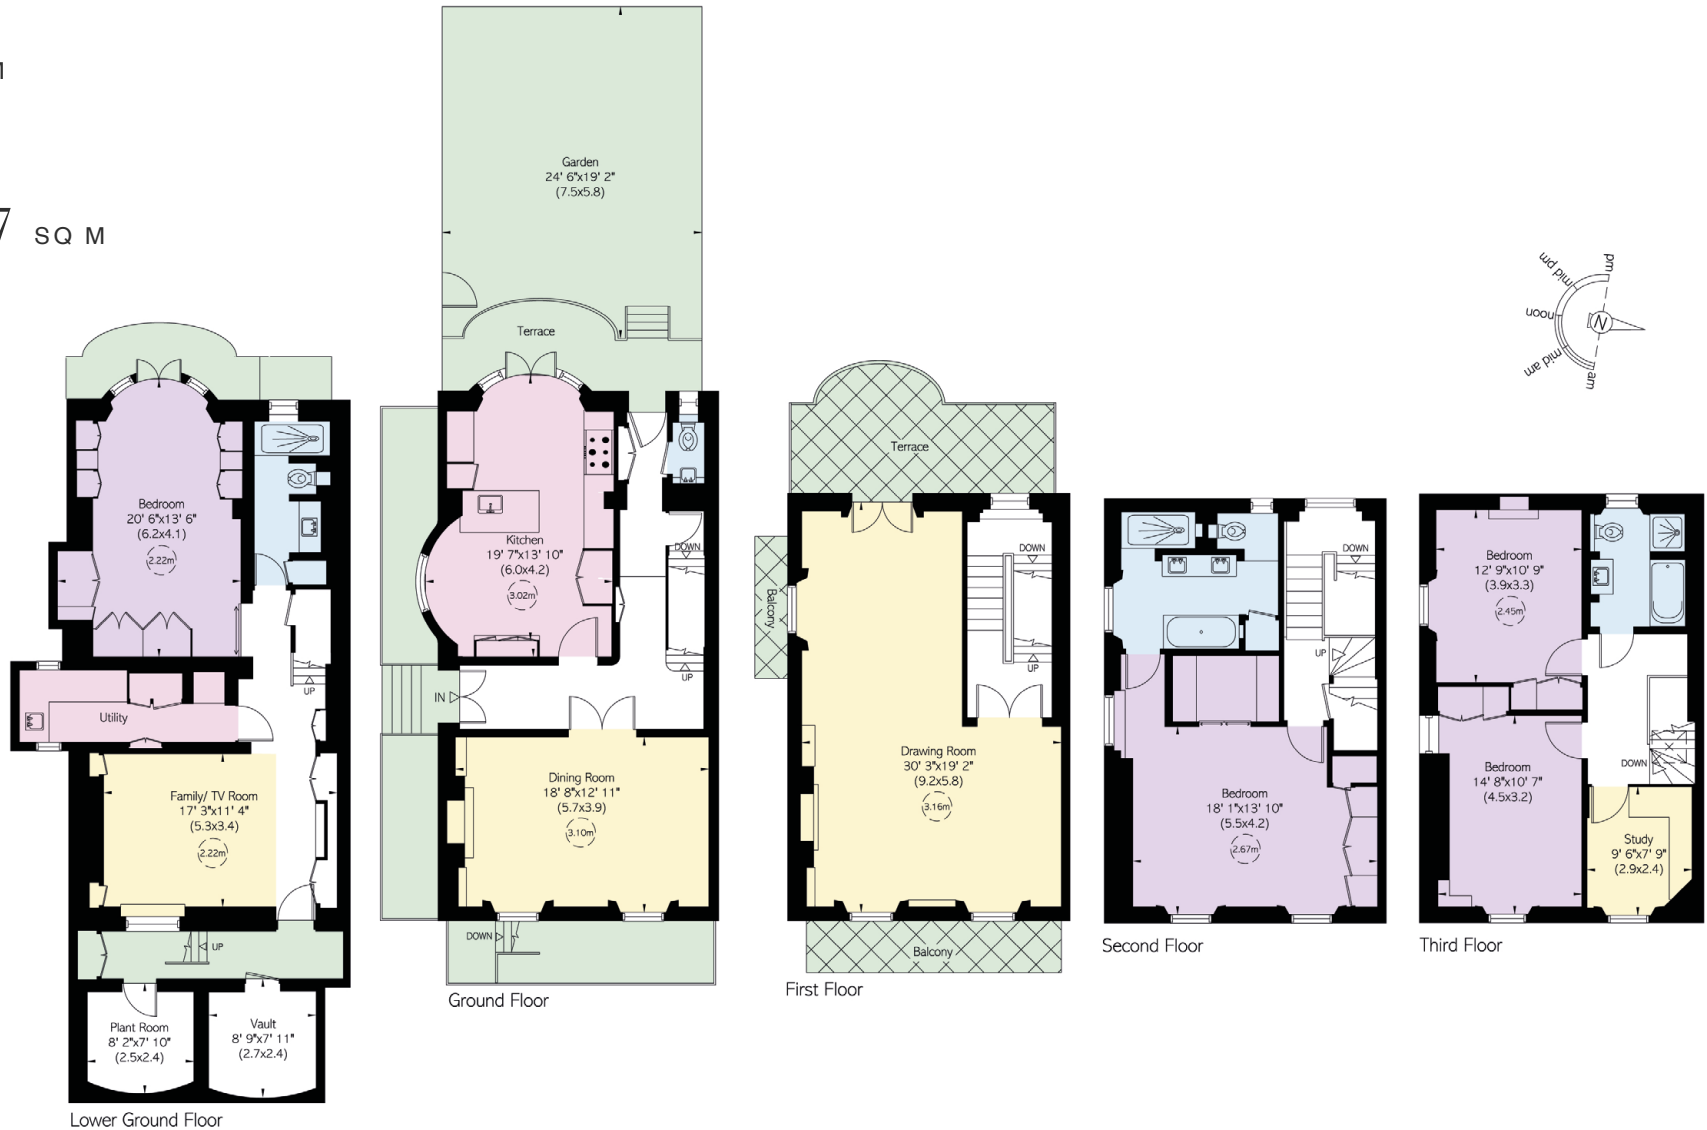 SQ M
Garden
24' 6"x19' 2"
(7.5x5.8)
Terrace
Kitchen
19' 7"x13' 10"
(6.0x4.2)
3.02m
DOWN
UP
IN
Dining Room
18' 8"x12' 11"
(5.7x3.9)
3.10m
DOWN
Ground Floor
Bedroom
20' 6"x13' 6"
(6.2x4.1)
2.22m
UP
Utility
Family/ TV Room
17' 3"x11' 4"
(5.3x3.4)
2.22m
UP
Plant Room
8' 2"x7' 10"
(2.5x2.4)
Vault
8' 9"x7' 11"
(2.7x2.4)
Lower Ground Floor
Terrace
Balcony
DOWN
UP
Drawing Room
30' 3"x19' 2"
(9.2x5.8)
3.16m
Balcony
First Floor
DOWN
UP
Bedroom
18' 1"x13' 10"
(5.5x4.2)
2.67m
Second Floor
Bedroom
12' 9"x10' 9"
(3.9x3.3)
2.45m
Bedroom
14' 8"x10' 7"
(4.5x3.2)
DOWN
Study
9' 6"x7' 9"
(2.9x2.4)
Third Floor
pm
mid pm
noon
mid am
am
N